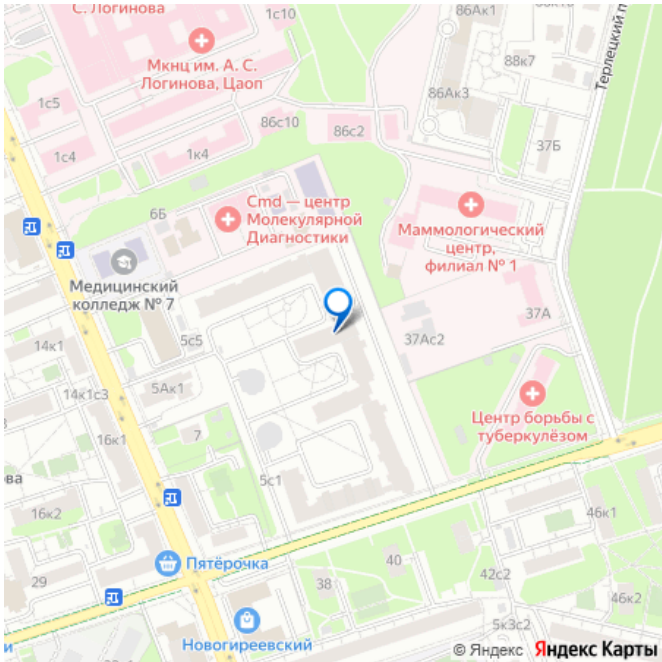 С. Логинова
1с10
86Ак1
88к7
Терлецкий п
Мкнц им. А. С.
Логинова, Цаоп
86Ак3
1с5
86с10
86с2
37Б
1с4
1к4
Cmd — центр
Молекулярной
Диагностики
6Б
Маммологический
центр,
филиал № 1
Медицинский
колледж № 7
37А
14к1
5с5
37Ас2
14к1с3
5Ак1
Центр борьбы с
туберкулёзом
16к1
7
ова
5с1
16к2
46к1
Пятёрочка
40
42с2
29
38
46к2
5к3с2
Новогиреевский
и
© Яндекс Яндекс Карты